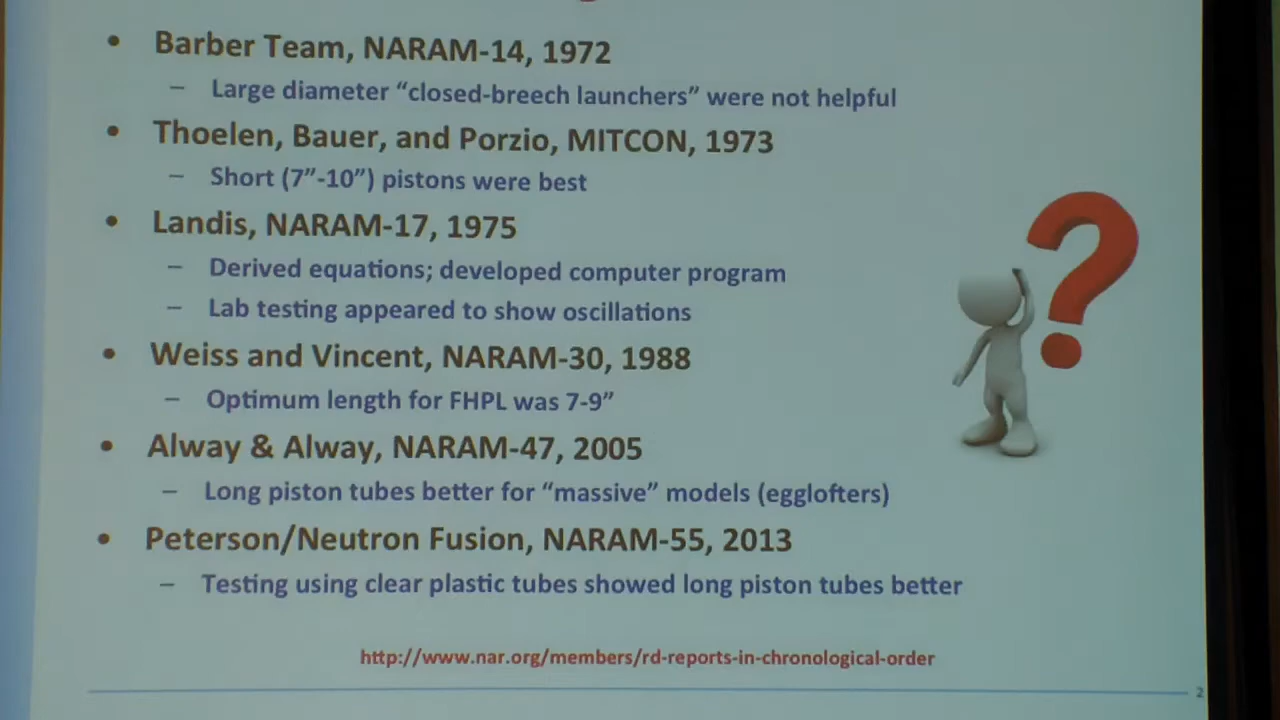 • Barber Team, NARAM-14, 1972
– Large diameter “closed-breech launchers” were not helpful
• Thoelen, Bauer, and Porzio, MITCON, 1973
– Short (7”-10”) pistons were best
• Landis, NARAM-17, 1975
– Derived equations; developed computer program
– Lab testing appeared to show oscillations
• Weiss and Vincent, NARAM-30, 1988
– Optimum length for FHPL was 7-9”
• Alway & Alway, NARAM-47, 2005
– Long piston tubes better for “massive” models (egglofters)
• Peterson/Neutron Fusion, NARAM-55, 2013
– Testing using clear plastic tubes showed long piston tubes better
?
http://www.nar.org/members/rd-reports-in-chronological-order
2